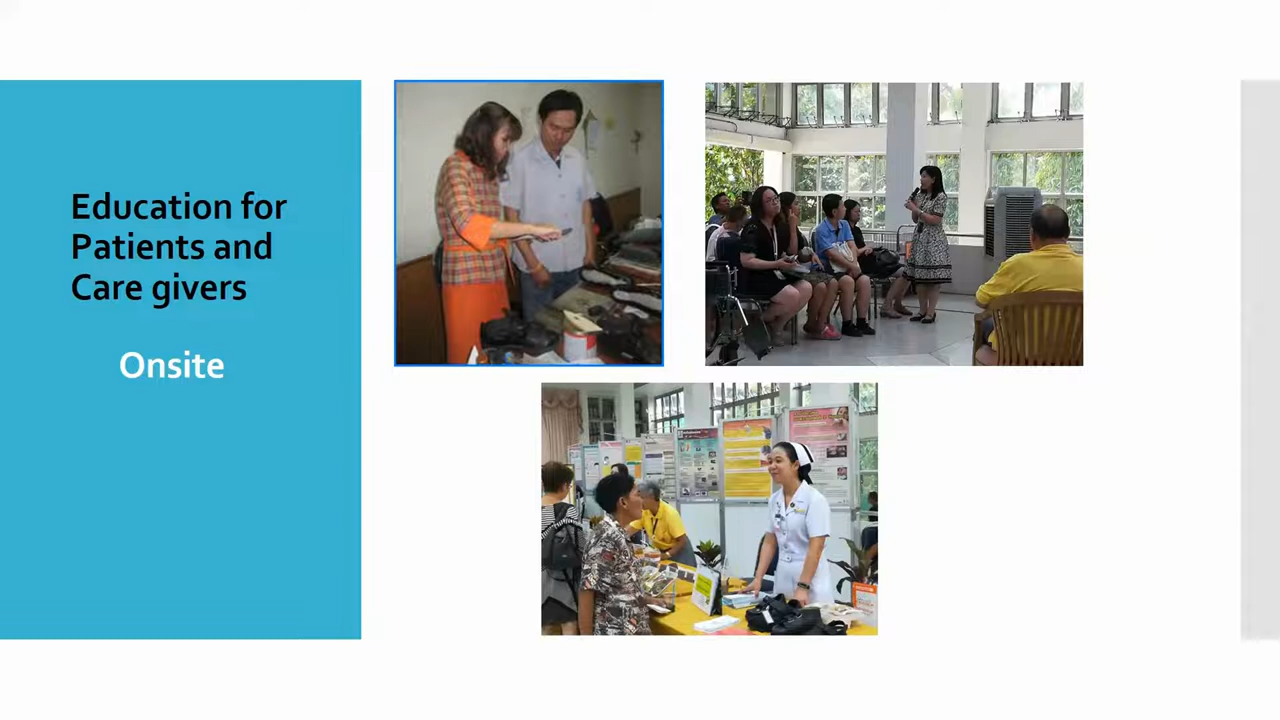 Education for
Patients and
Care givers
Onsite